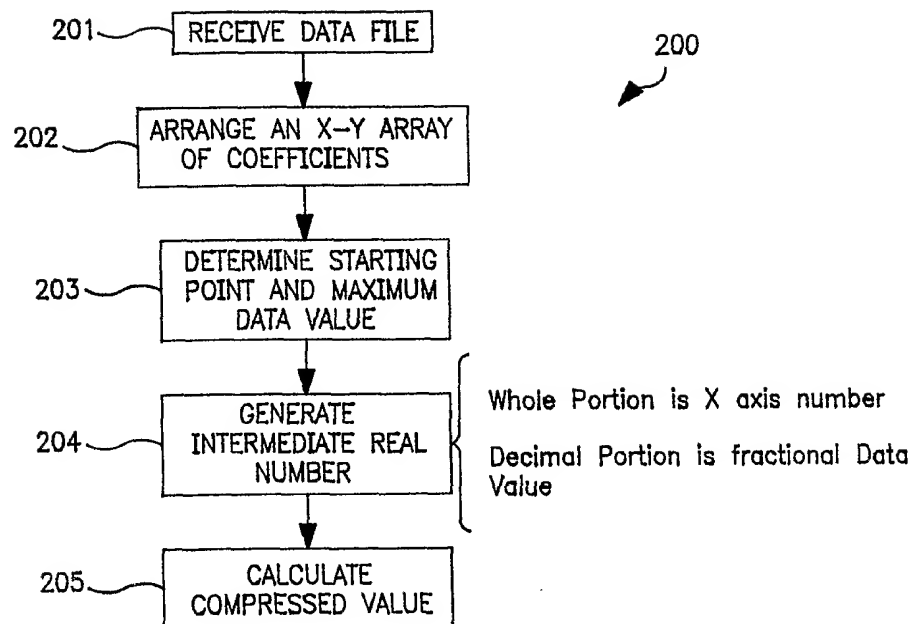 201
RECEIVE DATA FILE
200
202
ARRANGE AN X-Y ARRAY
OF COEFFICIENTS
203
DETERMINE STARTING
POINT AND MAXIMUM
DATA VALUE
204
GENERATE
INTERMEDIATE REAL
NUMBER
Whole Portion is X axis number
Decimal Portion is fractional Data
Value
205
CALCULATE
COMPRESSED VALUE